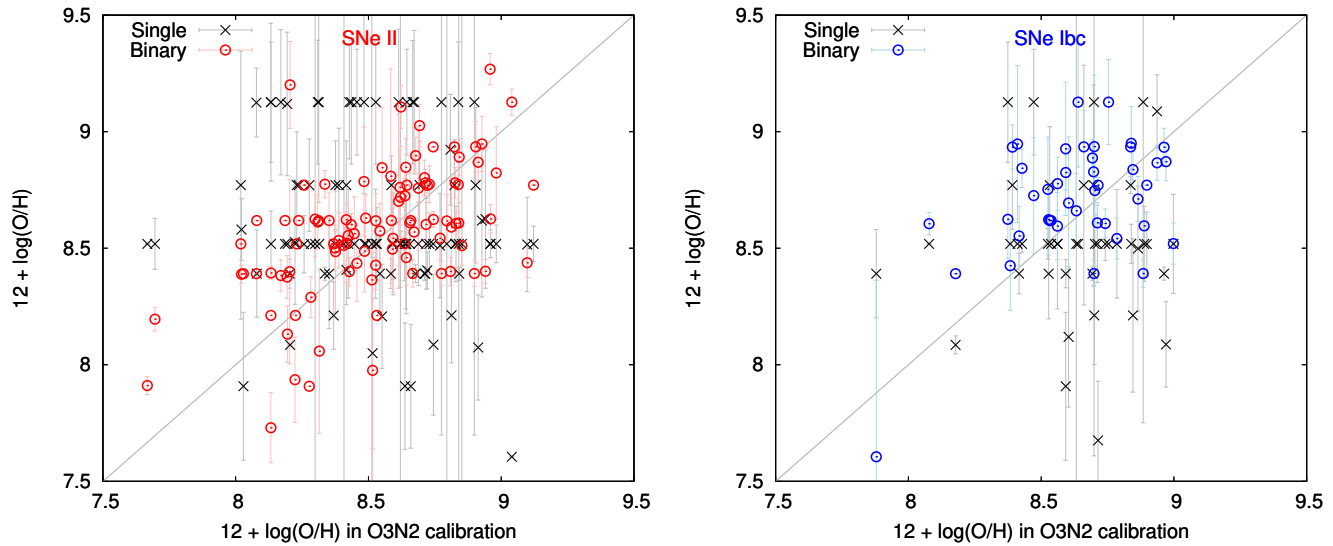 9.5
9
8.5
8
7.5
12 + log(O/H)
Single
Binary
SNe II
7.5 8 8.5 9 9.5
12 + log(O/H) in O3N2 calibration
9.5
9
8.5
8
7.5
12 + log(O/H)
Single
Binary
SNe Ibc
7.5 8 8.5 9 9.5
12 + log(O/H) in O3N2 calibration